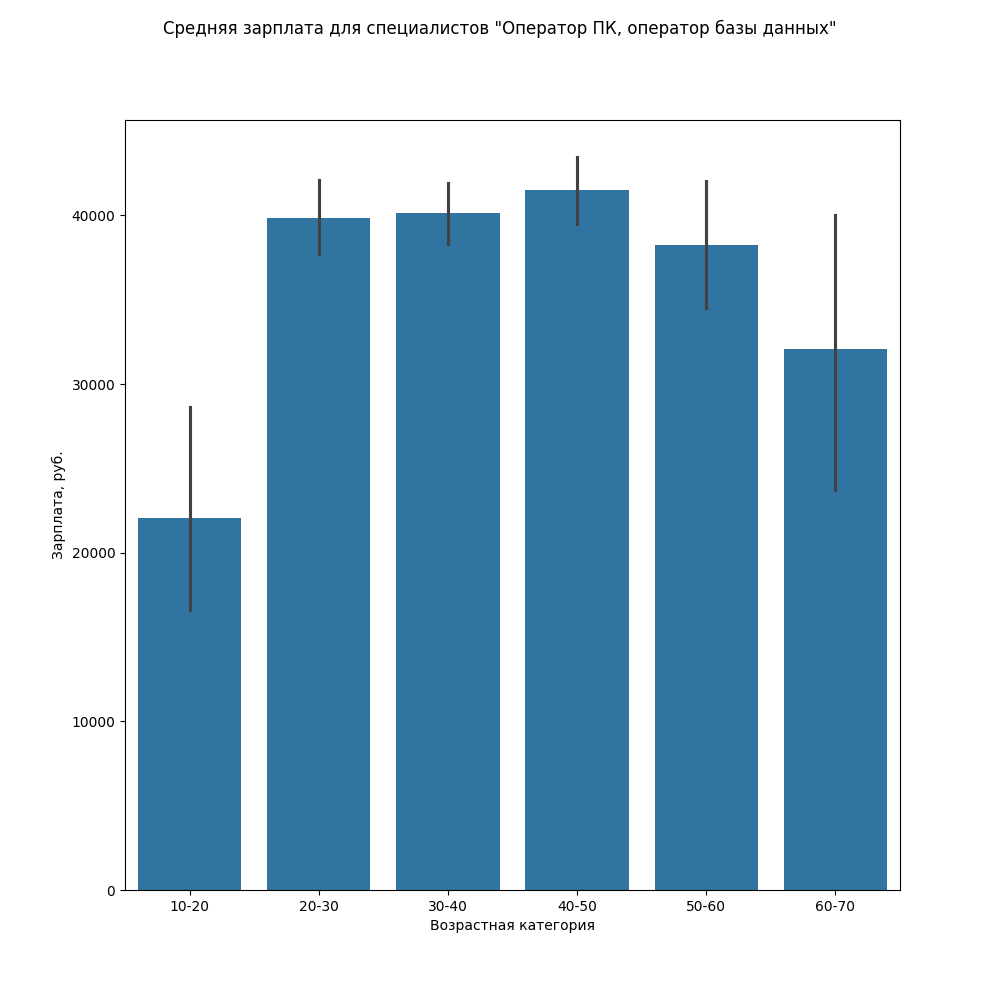 Средняя зарплата для специалистов "Оператор ПК, оператор базы данных"
Зарплата, руб.
40000
30000
20000
10000
0
10-20 20-30 30-40 40-50 50-60 60-70
Возрастная категория